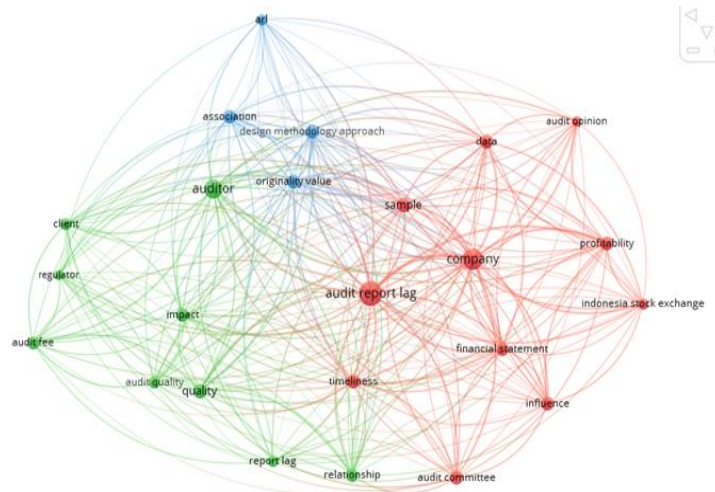 arl
association
design methodology approach
audit opinion
data
originality value
auditor
sample
client
profitability
company
regulator
audit report lag
indonesia stock exchange
impact
audit fee
financial statement
audit quality
quality
timeliness
influence
report lag
relationship
audit committee